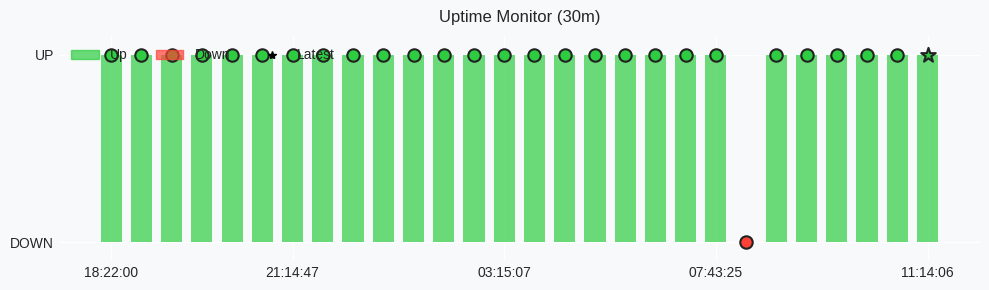 Uptime Monitor (30m)
UP
Up Down Latest
DOWN
18:22:00 21:14:47 03:15:07 07:43:25 11:14:06